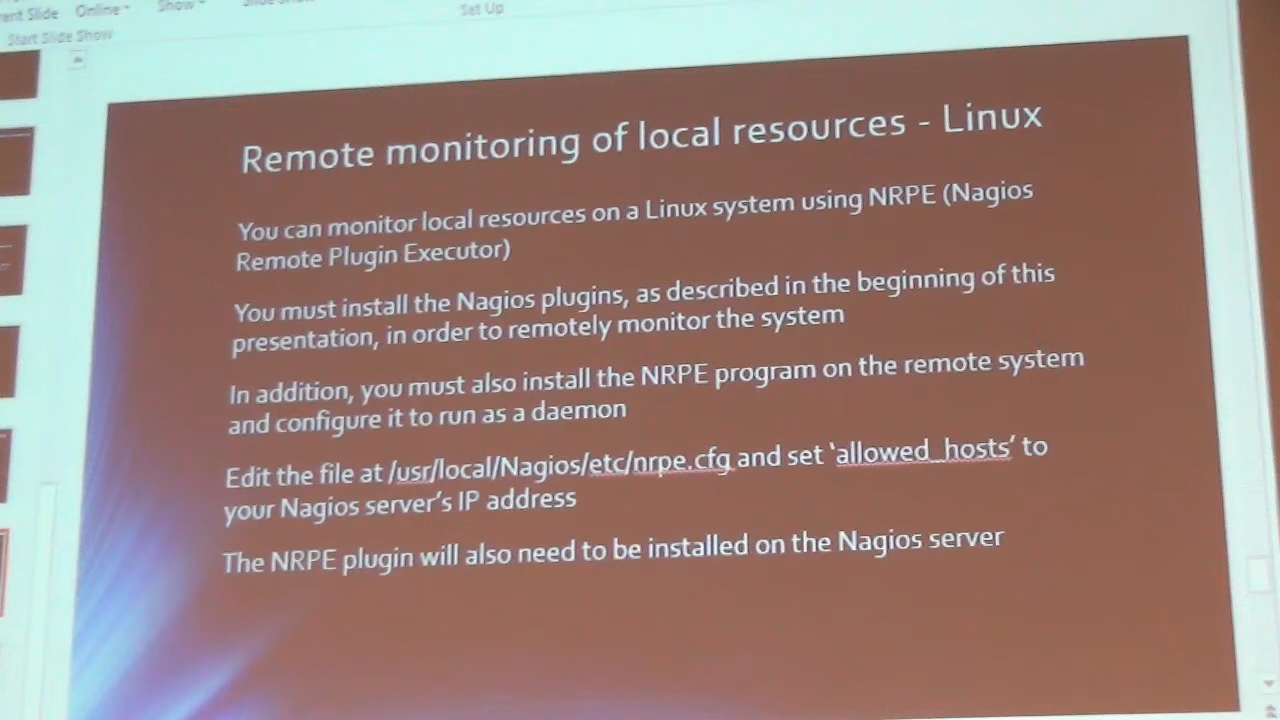 Online
Show
Set Up
Start Slide Show
Remote monitoring of local resources - Linux
You can monitor local resources on a Linux system using NRPE (Nagios
Remote Plugin Executor)
You must install the Nagios plugins, as described in the beginning of this
presentation, in order to remotely monitor the system
In addition, you must also install the NRPE program on the remote system
and configure it to run as a daemon
Edit the file at /usr/local/Nagios/etc/nrpe.cfg and set ‘allowed_hosts’ to
your Nagios server’s IP address
The NRPE plugin will also need to be installed on the Nagios server